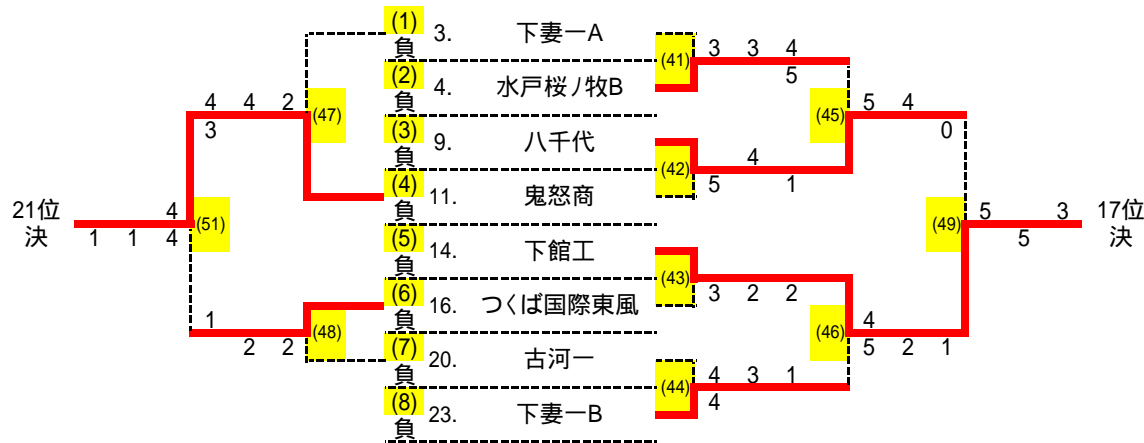 (1)
負
3. 下妻一A
(2)
負
4. 水戸桜ノ牧B
(3)
負
9. 八千代
(4)
負
11. 鬼怒商
(5)
負
14. 下館工
(6)
負
16. つくば国際東風
(7)
負
20. 古河一
(8)
負
23. 下妻一B
21位
決
1 1 4
4
(51)
4 4 2
3
(47)
1
2 2
(48)
(41)
3 3 4
5
(42)
4
5 1
(43)
3 2 2
(44)
4 3 1
4
(45)
5 4
0
(46)
4
5 2 1
(49)
5 3
5
17位
決